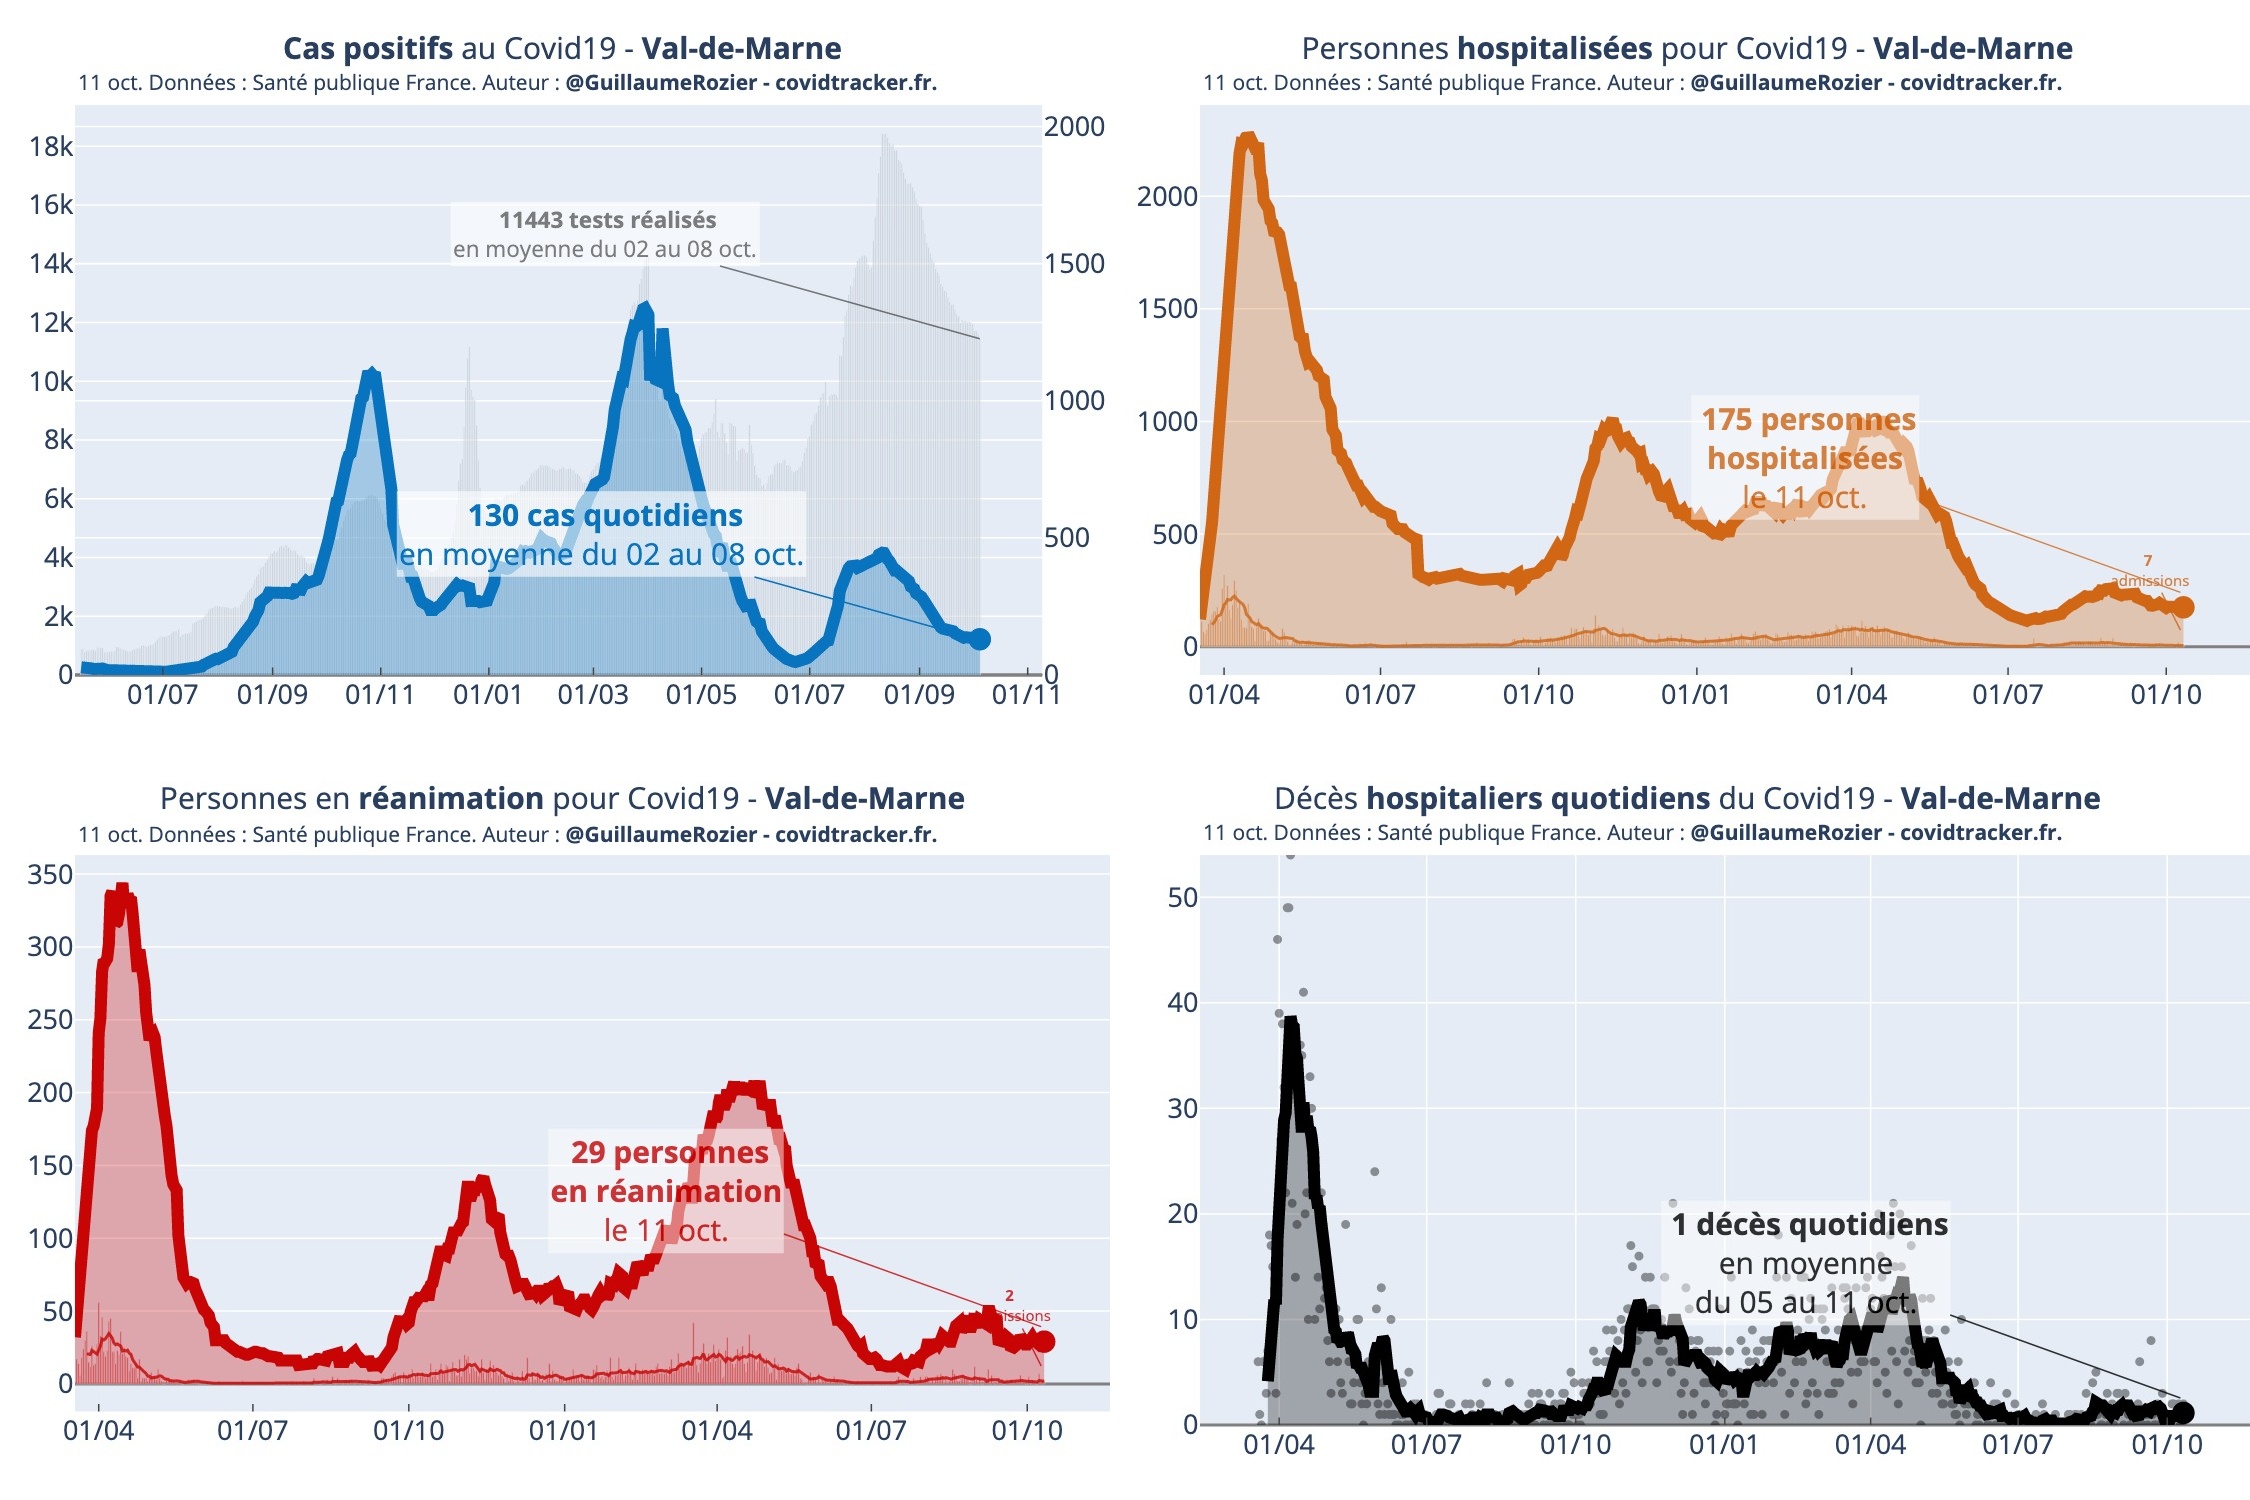 Cas positifs au Covid19 - Val-de-Marne
11 oct. Données : Santé publique France. Auteur : @GuillaumeRozier - covidtracker.fr.
18k
16k
14k
12k
10k
8k
6k
4k
2k
0
2000
1500
1000
500
0
11443 tests réalisés
en moyenne du 02 au 08 oct.
130 cas quotidiens
en moyenne du 02 au 08 oct.
01/07 01/09 01/11 01/01 01/03 01/05 01/07 01/09 01/11
Personnes hospitalisées pour Covid19 - Val-de-Marne
11 oct. Données : Santé publique France. Auteur : @GuillaumeRozier - covidtracker.fr.
2000
1500
1000
500
0
175 personnes
hospitalisées
le 11 oct.
7
admissions
01/04 01/07 01/10 01/01 01/04 01/07 01/10
Personnes en réanimation pour Covid19 - Val-de-Marne
11 oct. Données : Santé publique France. Auteur : @GuillaumeRozier - covidtracker.fr.
350
300
250
200
150
100
50
0
29 personnes
en réanimation
le 11 oct.
2
01/04 01/07 01/10 01/01 01/04 01/07 01/10
Décès hospitaliers quotidiens du Covid19 - Val-de-Marne
11 oct. Données : Santé publique France. Auteur : @GuillaumeRozier - covidtracker.fr.
50
40
30
20
10
0
1 décès quotidiens
en moyenne
du 05 au 11 oct.
01/04 01/07 01/10 01/01 01/04 01/07 01/10